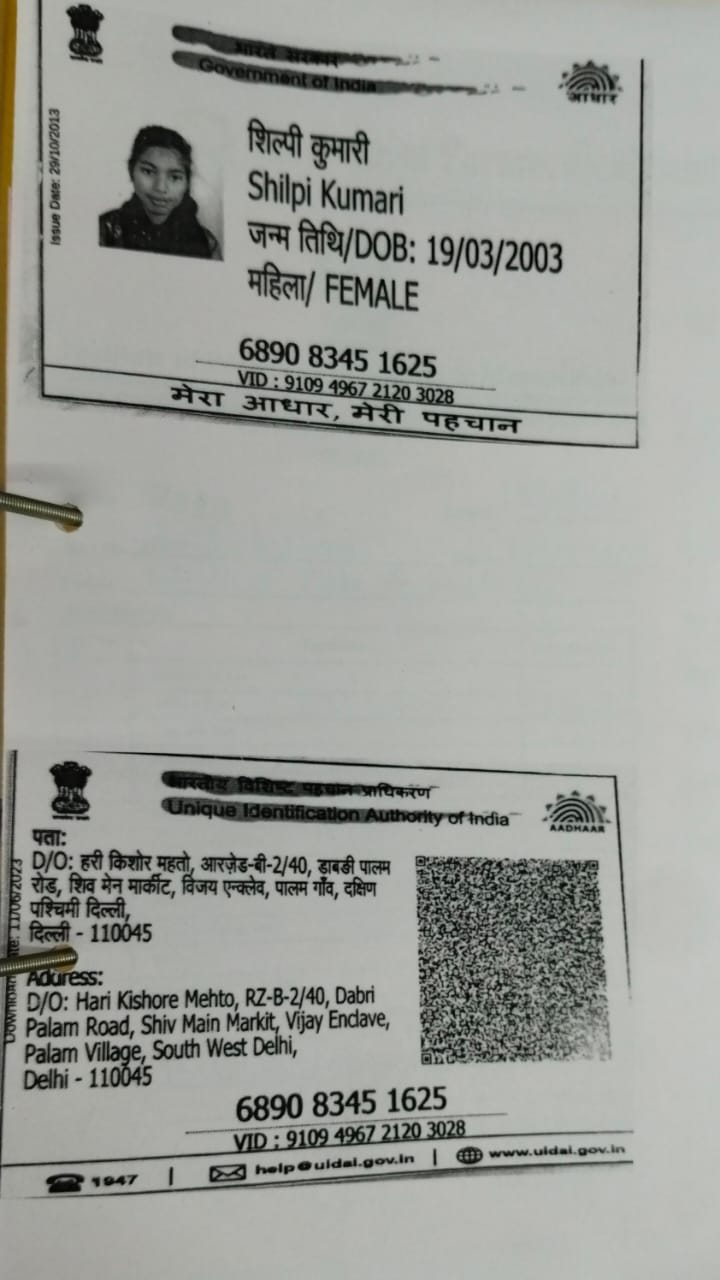 भारत सरकार
Government of India
आधार
Issue Date: 29/10/2013
शिल्पी कुमारी
Shilpi Kumari
जन्म तिथि/DOB: 19/03/2003
महिला/ FEMALE
6890 8345 1625
VID : 9109 4967 2120 3028
मेरा आधार, मेरी पहचान
भारतीय विशिष्ट पहचान प्राधिकरण
Unique Identification Authority of India
AADHAAR
पता:
D/O: हरी किशोर महतो, आरज़ेड-बी-2/40, डाबङी पालम
रोड, शिव मेन मार्कीट, विजय एन्क्लेव, पालम गाँव, दक्षिण
पश्चिमी दिल्ली,
दिल्ली - 110045
Address:
D/O: Hari Kishore Mehto, RZ-B-2/40, Dabri
Palam Road, Shiv Main Markit, Vijay Enclave,
Palam Village, South West Delhi,
Delhi - 110045
6890 8345 1625
VID : 9109 4967 2120 3028
1947 | help@uidai.gov.in | www.uidai.gov.in